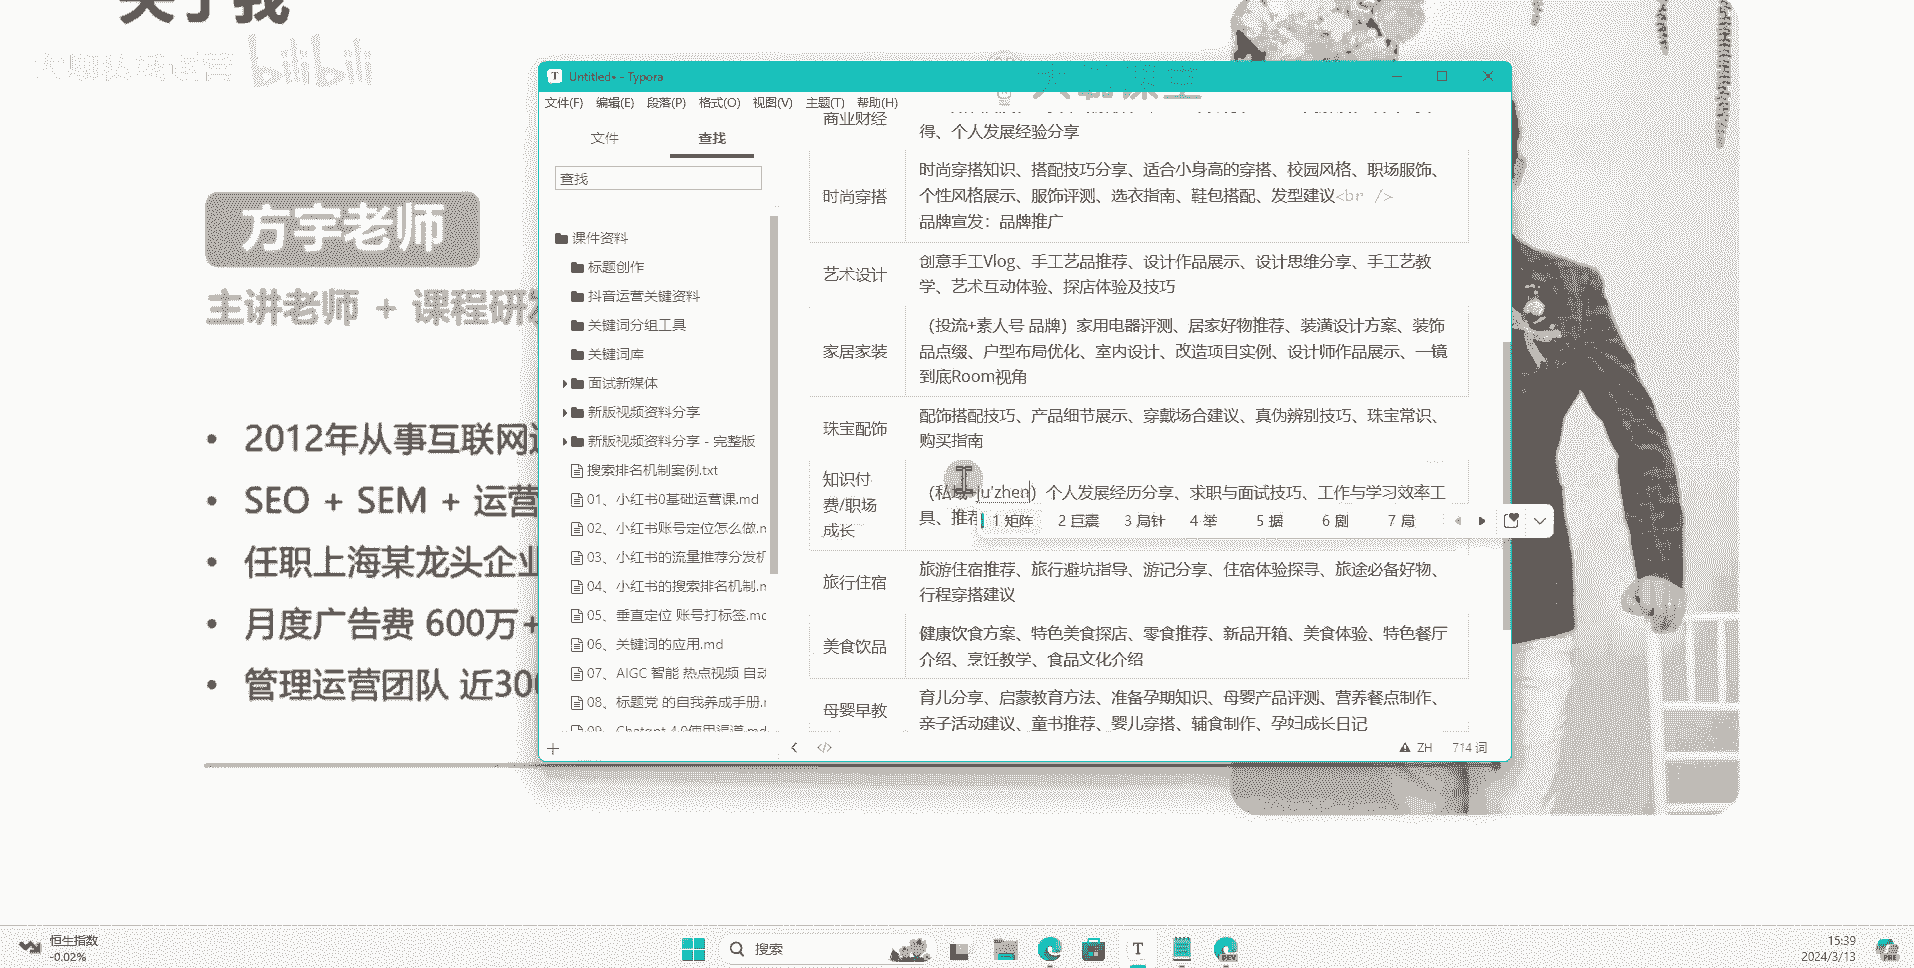 关于我
bilibili
方宇老师
主讲老师 + 课程研发
2012年从事互联网
SEO + SEM + 运营
任职上海某龙头企业
月度广告费 600万+
管理运营团队 近300
Untitled• - Typora
文件(F) 编辑(E) 段落(P) 格式(O) 视图(V) 主题(T) 帮助(H)
文件 查找
查找
课件资料
标题创作
抖音运营关键资料
关键词分组工具
关键词库
面试新媒体
新版视频资料分享
新版视频资料分享 - 完整版
搜索排名机制案例.txt
01、小红书0基础运营课.md
02、小红书账号定位怎么做.m
03、小红书的流量推荐分发机
04、小红书的搜索排名机制.m
05、垂直定位 账号打标签.mc
06、关键词的应用.md
07、AIGC 智能 热点视频 自动
08、标题党 的自我养成手册.r
09、Chatgpt 4.0使用渠道.md
商业财经
得、个人发展经验分享
时尚穿搭
时尚穿搭知识、搭配技巧分享、适合小身高的穿搭、校园风格、职场服饰、
个性风格展示、服饰评测、选衣指南、鞋包搭配、发型建议<br />
品牌宣发：品牌推广
艺术设计
创意手工Vlog、手工艺品推荐、设计作品展示、设计思维分享、手工艺教
学、艺术互动体验、探店体验及技巧
家居家装
（投流+素人号 品牌）家用电器评测、居家好物推荐、装潢设计方案、装饰
品点缀、户型布局优化、室内设计、改造项目实例、设计师作品展示、一镜
到底Room视角
珠宝配饰
配饰搭配技巧、产品细节展示、穿戴场合建议、真伪辨别技巧、珠宝常识、
购买指南
知识付
费/职场
成长
（私域+ju'zhen）个人发展经历分享、求职与面试技巧、工作与学习效率工
具、推荐
1 矩阵 2 巨震 3 局针 4 举 5 据 6 剧 7 局
旅行住宿
旅游住宿推荐、旅行避坑指导、游记分享、住宿体验探寻、旅途必备好物、
行程穿搭建议
美食饮品
健康饮食方案、特色美食探店、零食推荐、新品开箱、美食体验、特色餐厅
介绍、烹饪教学、食品文化介绍
母婴早教
育儿分享、启蒙教育方法、准备孕期知识、母婴产品评测、营养餐点制作、
亲子活动建议、童书推荐、婴儿穿搭、辅食制作、孕妇成长日记
ZH 714 词
恒生指数
-0.02%
搜索
15:39
2024/3/13